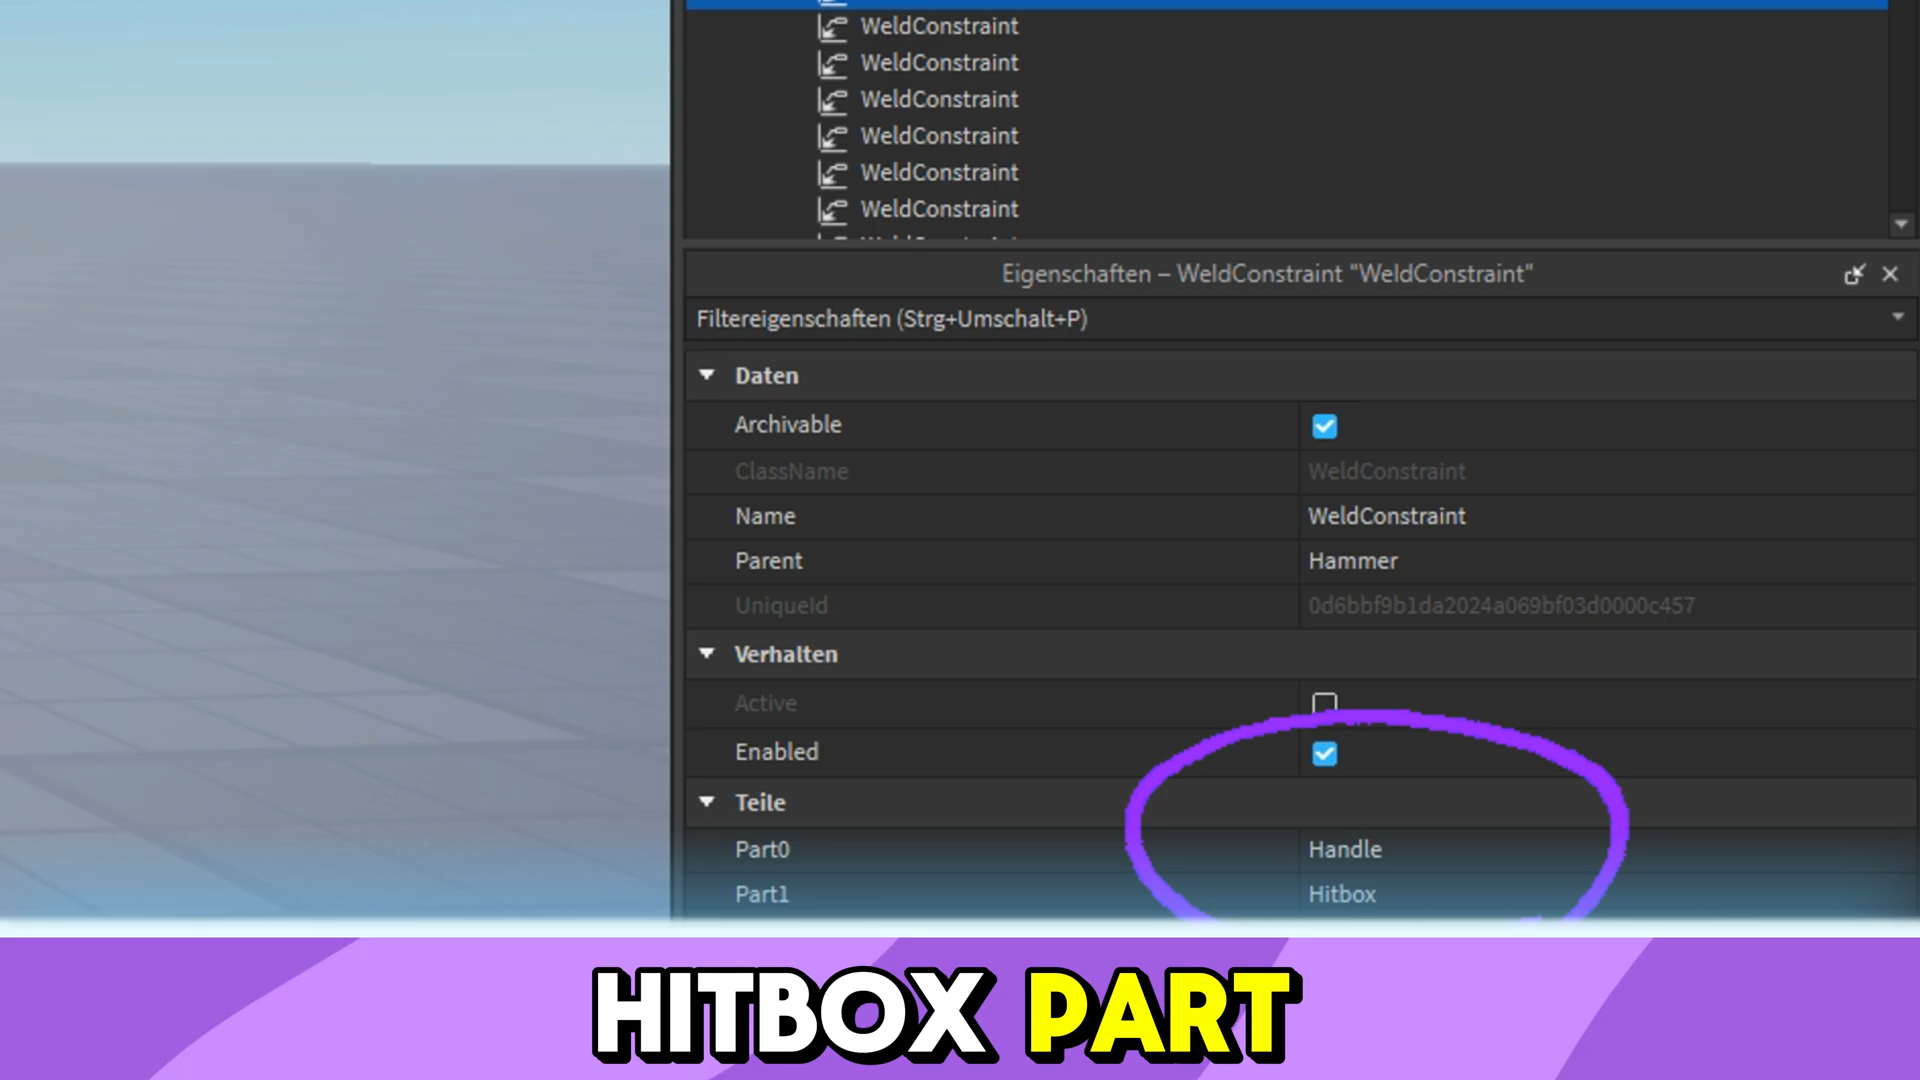 WeldConstraint
WeldConstraint
WeldConstraint
WeldConstraint
WeldConstraint
WeldConstraint
Eigenschaften – WeldConstraint "WeldConstraint"
Filtereigenschaften (Strg+Umschalt+P)
Daten
Archivable
ClassName WeldConstraint
Name WeldConstraint
Parent Hammer
UniqueId 0d6bbf9b1da2024a069bf03d0000c457
Verhalten
Active
Enabled
Teile
Part0 Handle
Part1 Hitbox
HITBOX PART